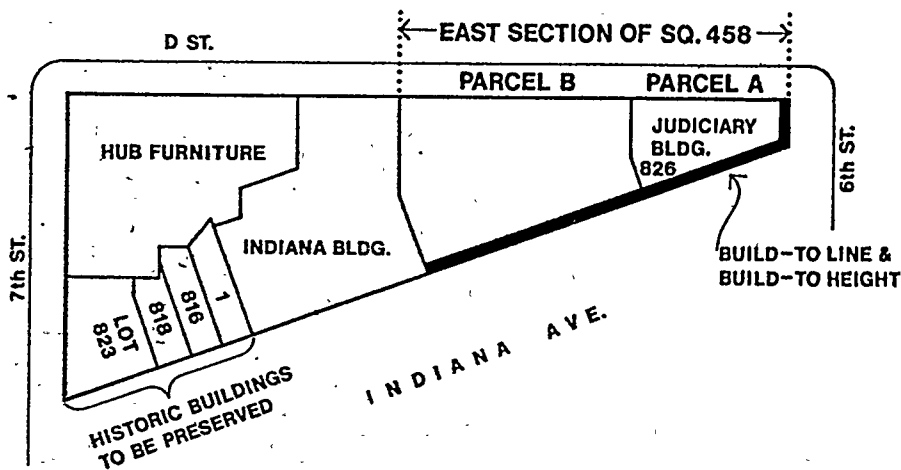 D ST.
EAST SECTION OF SQ. 458
PARCEL B
PARCEL A
HUB FURNITURE
JUDICIARY
BLDG.
826
6th ST.
7th ST.
INDIANA BLDG.
BUILD-TO LINE &
BUILD-TO HEIGHT
LOT
823
818
816
1
INDIANA AVE.
HISTORIC BUILDINGS
TO BE PRESERVED